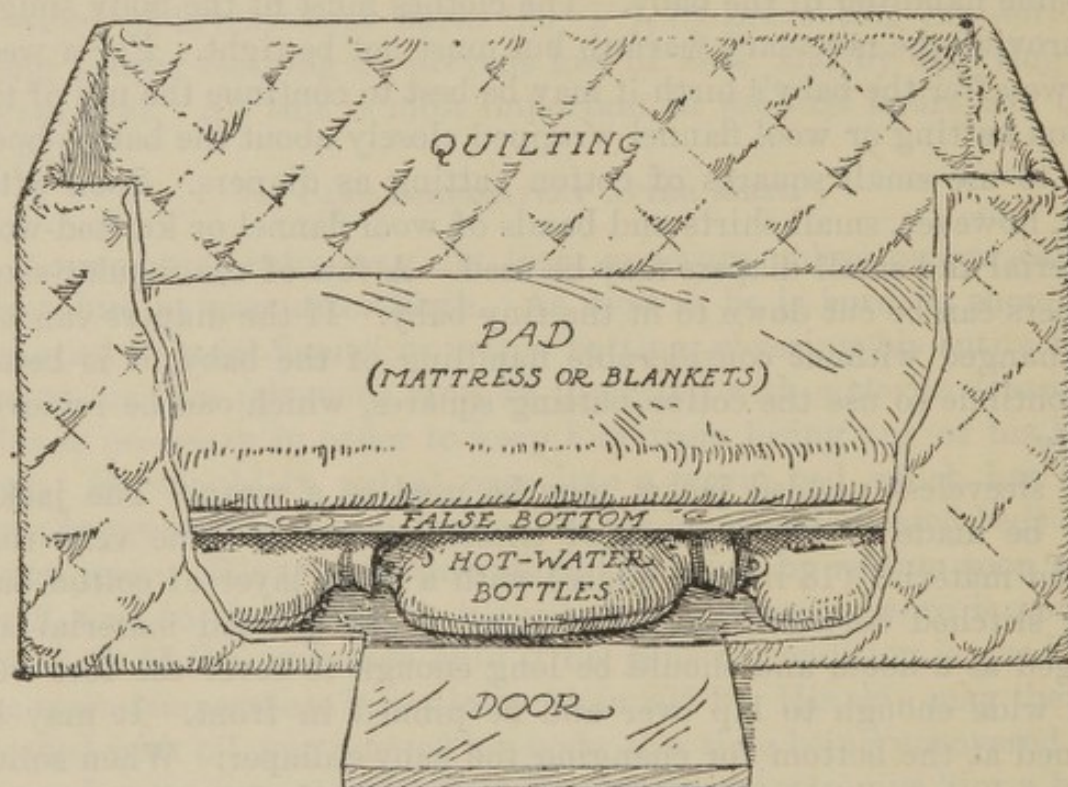 QUILTING
PAD
(MATTRESS OR BLANKETS)
FALSE BOTTOM
HOT-WATER
BOTTLES
DOOR